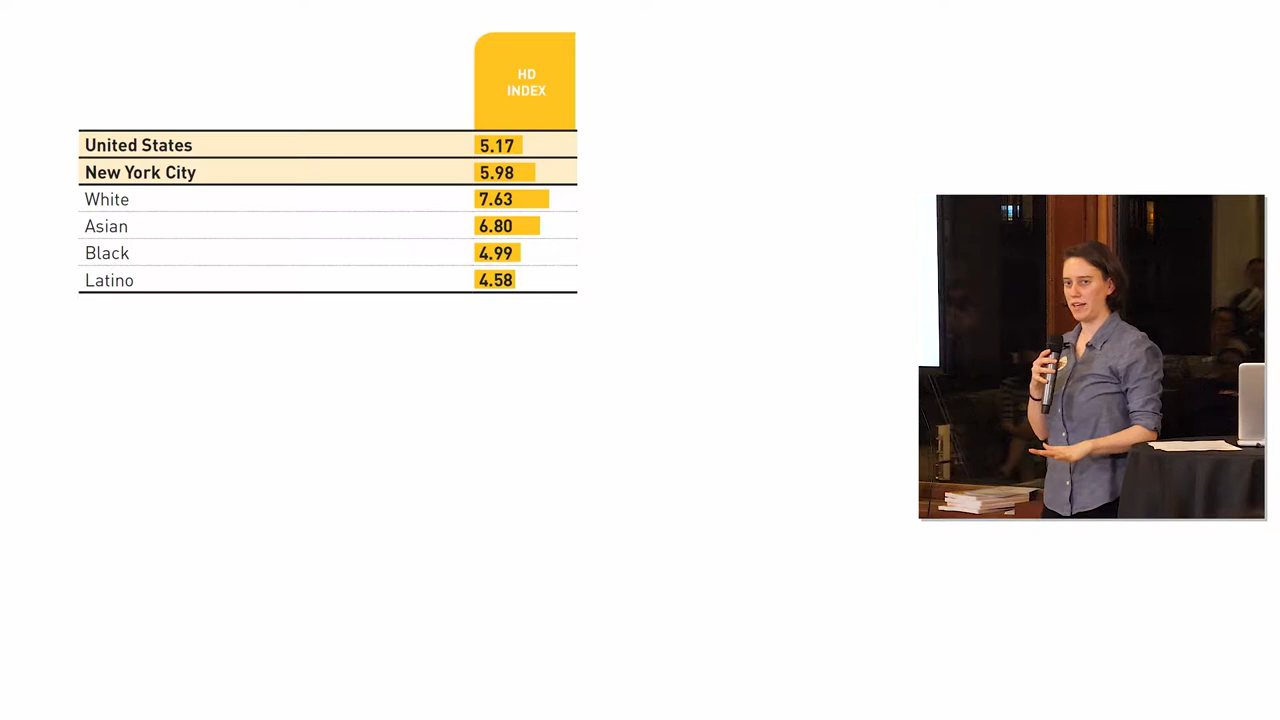 HD
INDEX
United States 5.17
New York City 5.98
White 7.63
Asian 6.80
Black 4.99
Latino 4.58